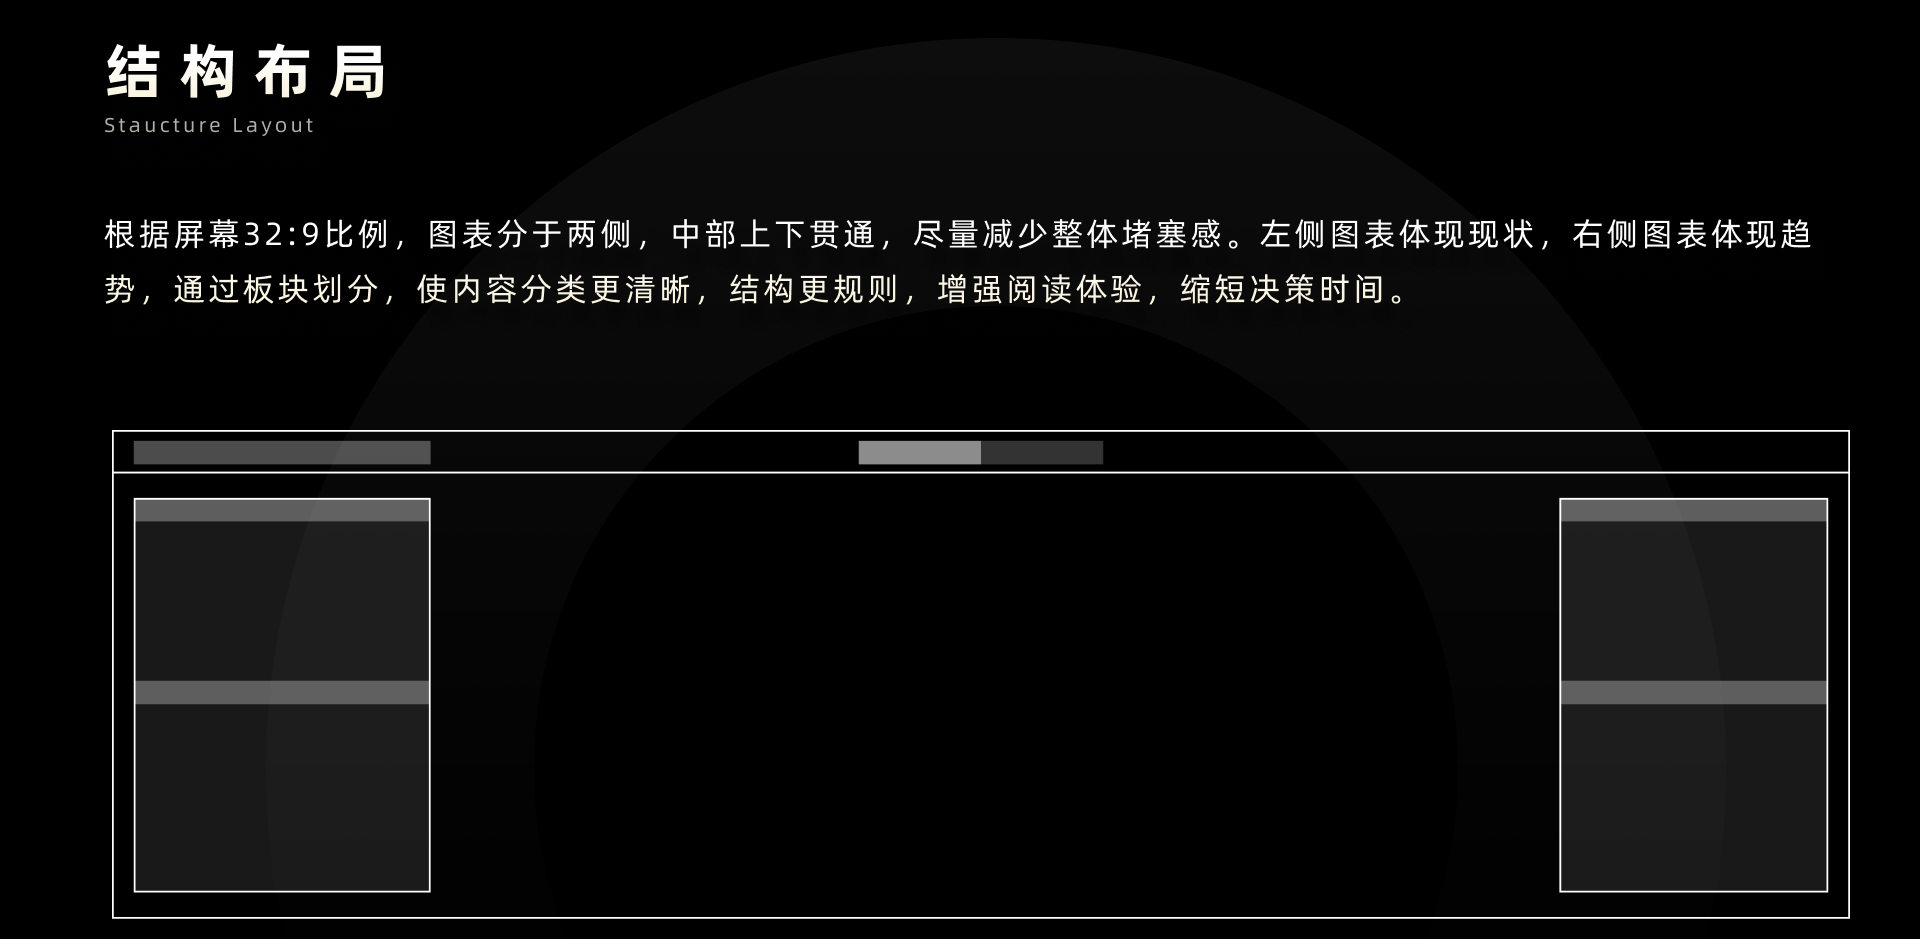 结构布局
Staucture Layout
根据屏幕32:9比例，图表分于两侧，中部上下贯通，尽量减少整体堵塞感。左侧图表体现现状，右侧图表体现趋
势，通过板块划分，使内容分类更清晰，结构更规则，增强阅读体验，缩短决策时间。